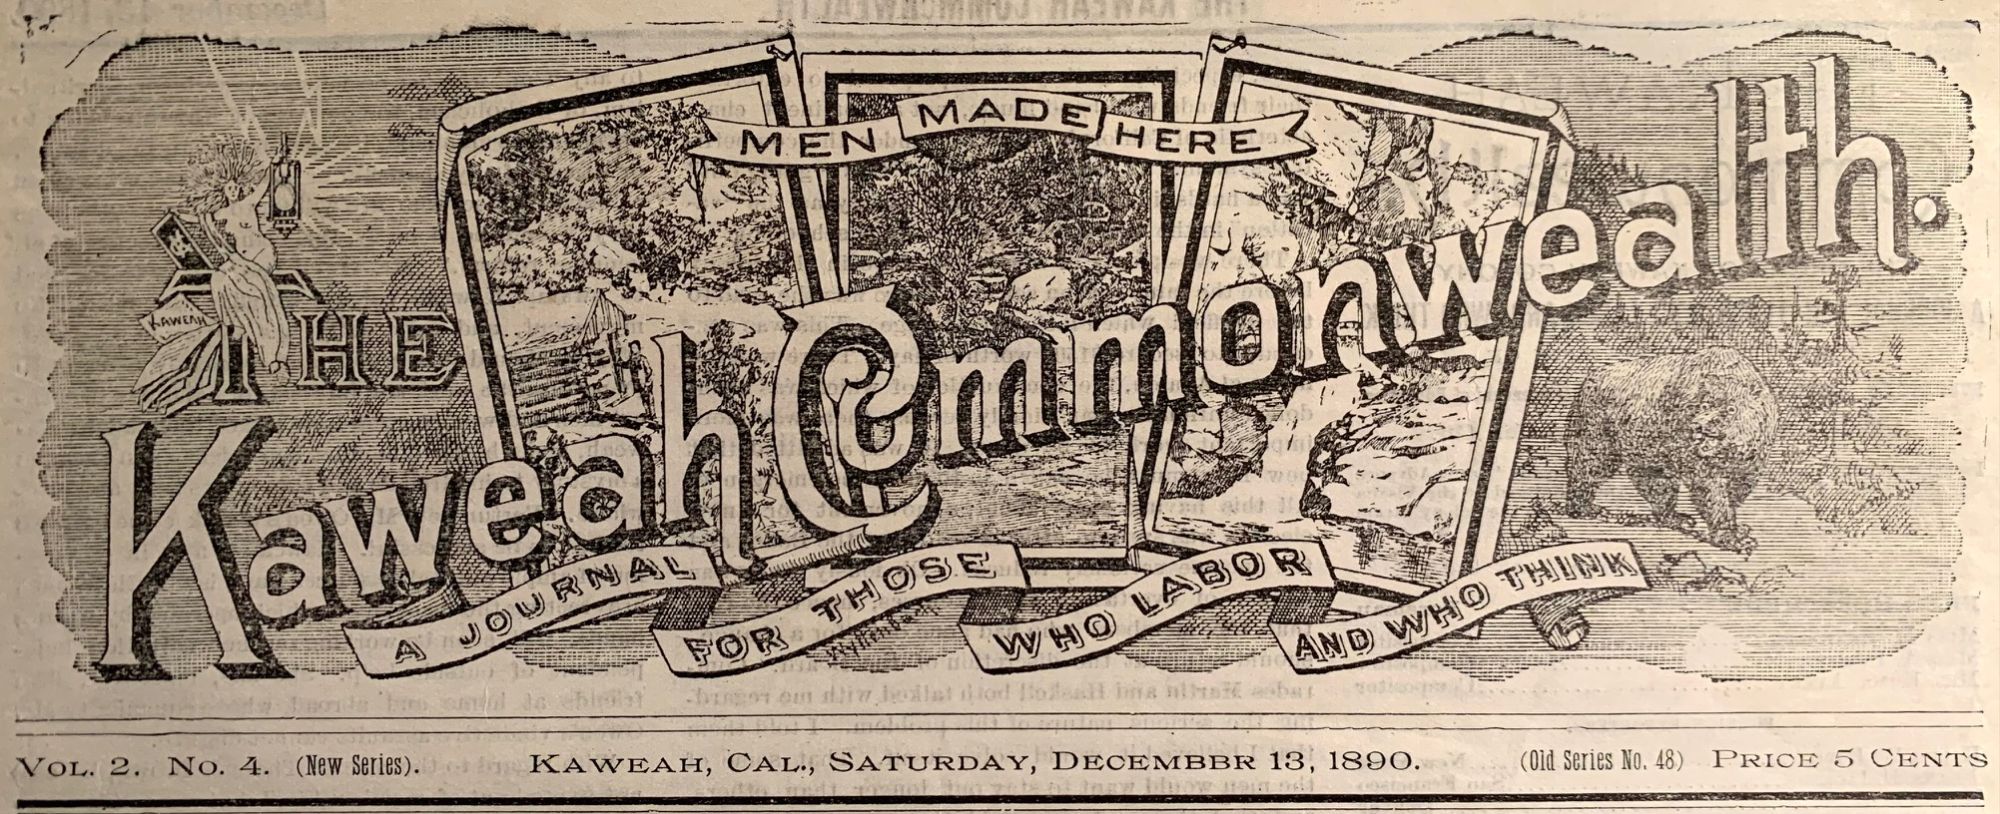 MEN MADE HERE
KAWEAH
THE
Kaweah Commonwealth.
A JOURNAL FOR THOSE WHO LABOR AND WHO THINK
VOL. 2. NO. 4. (New Series). KAWEAH, CAL., SATURDAY, DECEMBBR 13, 1890. (Old Series No. 48) PRICE 5 CENTS